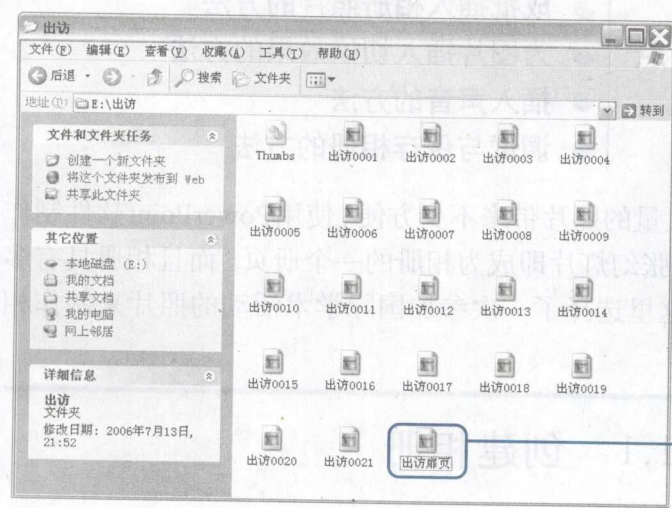 出访
文件(F) 编辑(E) 查看(V) 收藏(A) 工具(T) 帮助(H)
后退 搜索 文件夹
地址(D) E:\出访 转到
文件和文件夹任务
创建一个新文件夹
将这个文件夹发布到 Web
共享此文件夹
其它位置
本地磁盘 (E:)
我的文档
共享文档
我的电脑
网上邻居
详细信息
出访
文件夹
修改日期: 2006年7月13日,
21:52
Thumbs 出访0001 出访0002 出访0003 出访0004
出访0005 出访0006 出访0007 出访0008 出访0009
出访0010 出访0011 出访0012 出访0013 出访0014
出访0015 出访0016 出访0017 出访0018 出访0019
出访0020 出访0021 出访扉页